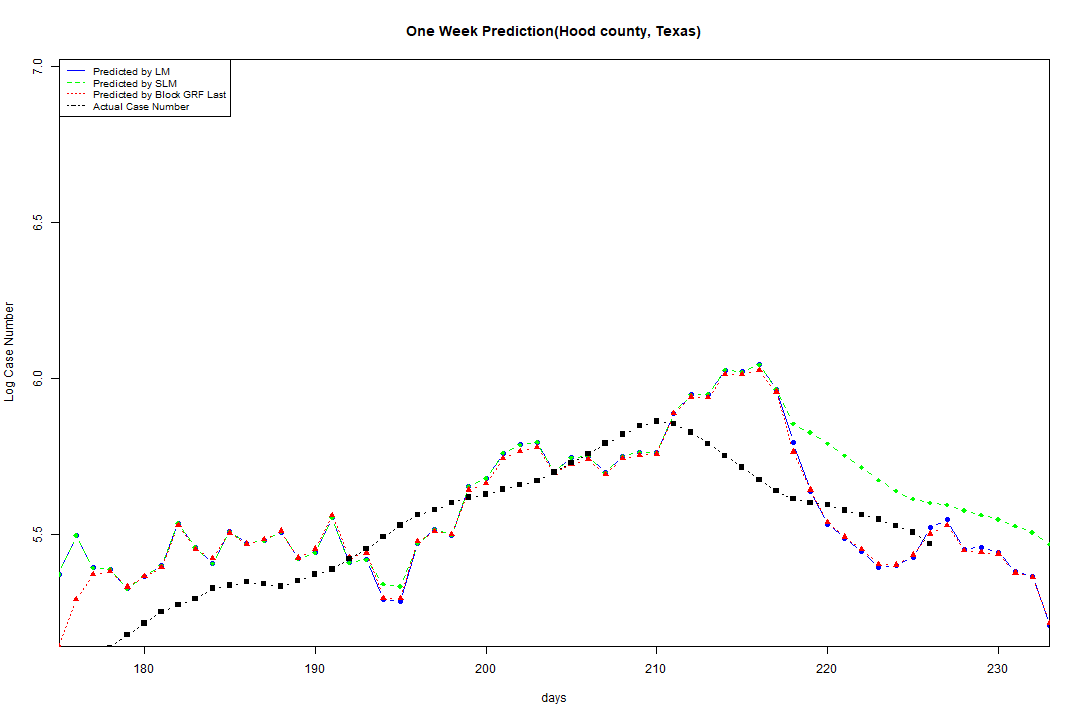 One Week Prediction(Hood county, Texas)
Predicted by LM
Predicted by SLM
Predicted by Block GRF Last
Actual Case Number
Log Case Number
7.0
6.5
6.0
5.5
180 190 200 210 220 230
days